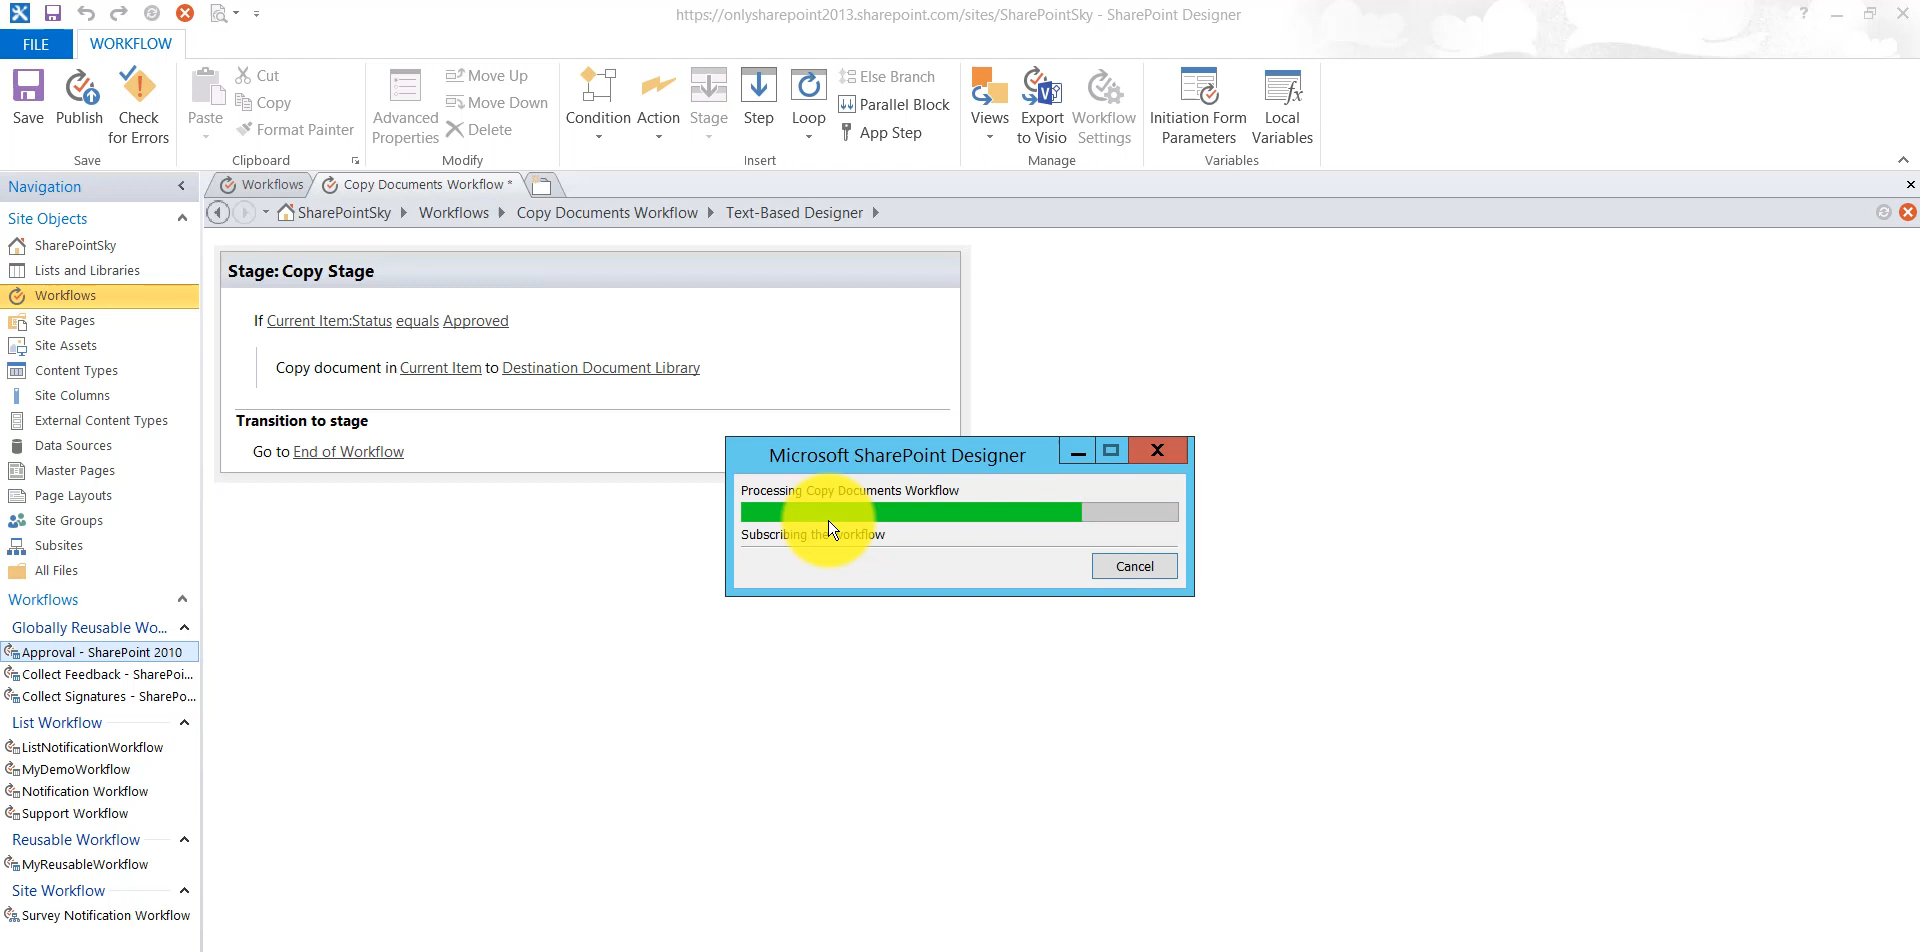 https://onlysharepoint2013.sharepoint.com/sites/SharePointSky - SharePoint Designer
?
FILE
WORKFLOW
Save
Publish
Check
for Errors
Save
Paste
Cut
Copy
Format Painter
Clipboard
Advanced
Properties
Move Up
Move Down
Delete
Modify
Condition
Action
Stage
Step
Loop
Else Branch
Parallel Block
App Step
Insert
Views
Export
to Visio
Workflow
Settings
Manage
Initiation Form
Parameters
Local
Variables
Variables
Navigation
Site Objects
SharePointSky
Lists and Libraries
Workflows
Site Pages
Site Assets
Content Types
Site Columns
External Content Types
Data Sources
Master Pages
Page Layouts
Site Groups
Subsites
All Files
Workflows
Globally Reusable Wo...
Approval - SharePoint 2010
Collect Feedback - SharePoi...
Collect Signatures - SharePo...
List Workflow
ListNotificationWorkflow
MyDemoWorkflow
Notification Workflow
Support Workflow
Reusable Workflow
MyReusableWorkflow
Site Workflow
Survey Notification Workflow
Workflows
Copy Documents Workflow *
SharePointSky
Workflows
Copy Documents Workflow
Text-Based Designer
Stage: Copy Stage
If Current Item:Status equals Approved
Copy document in Current Item to Destination Document Library
Transition to stage
Go to End of Workflow
Microsoft SharePoint Designer
Processing Copy Documents Workflow
Subscribing the workflow
Cancel